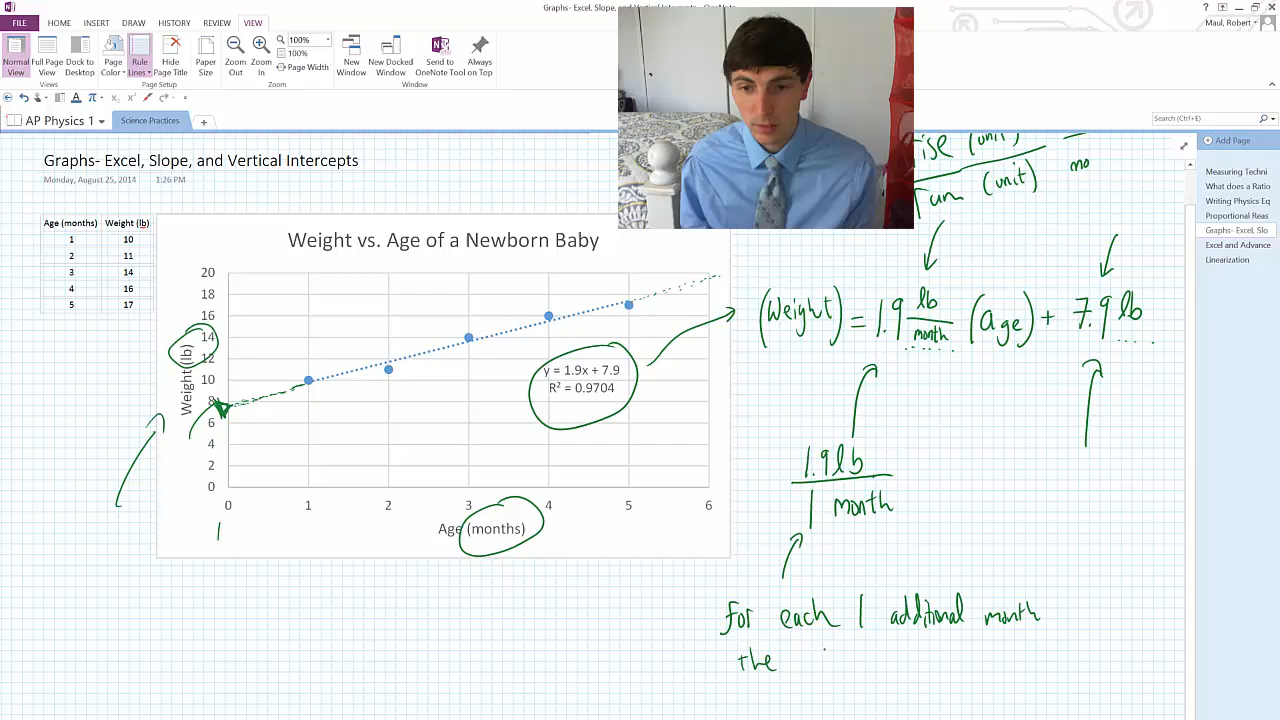 Graphs- Excel, Slope, and Vertical Intercepts
FILE HOME INSERT DRAW HISTORY REVIEW VIEW
Maul, Robert
Normal View
Full Page View
Dock to Desktop
Views
Page Color
Rule Lines
Hide Page Title
Page Setup
Page Size
Zoom Out
Zoom In
100%
100%
Page Width
Zoom
New Window
New Docked Window
Send to OneNote Tool
Always on Top
Window
AP Physics 1
Science Practices
Search (Ctrl+E)
Graphs- Excel, Slope, and Vertical Intercepts
Monday, August 25, 2014 1:26 PM
Age (months) Weight (lb)
1 10
2 11
3 14
4 16
5 17
Weight vs. Age of a Newborn Baby
20
18
16
14
12
10
8
6
4
2
0
Weight (lb)
0 1 2 3 4 5 6
Age (months)
y = 1.9x + 7.9
R² = 0.9704
(unit)
(unit)
mo
(Weight) = 1.9 lb/month (age) + 7.9 lb
1.9 lb
1 month
For each 1 additional month
the
Add Page
Measuring Techni
What does a Ratio
Writing Physics Eq
Proportional Reas
Graphs- Excel, Slo
Excel and Advance
Linearization